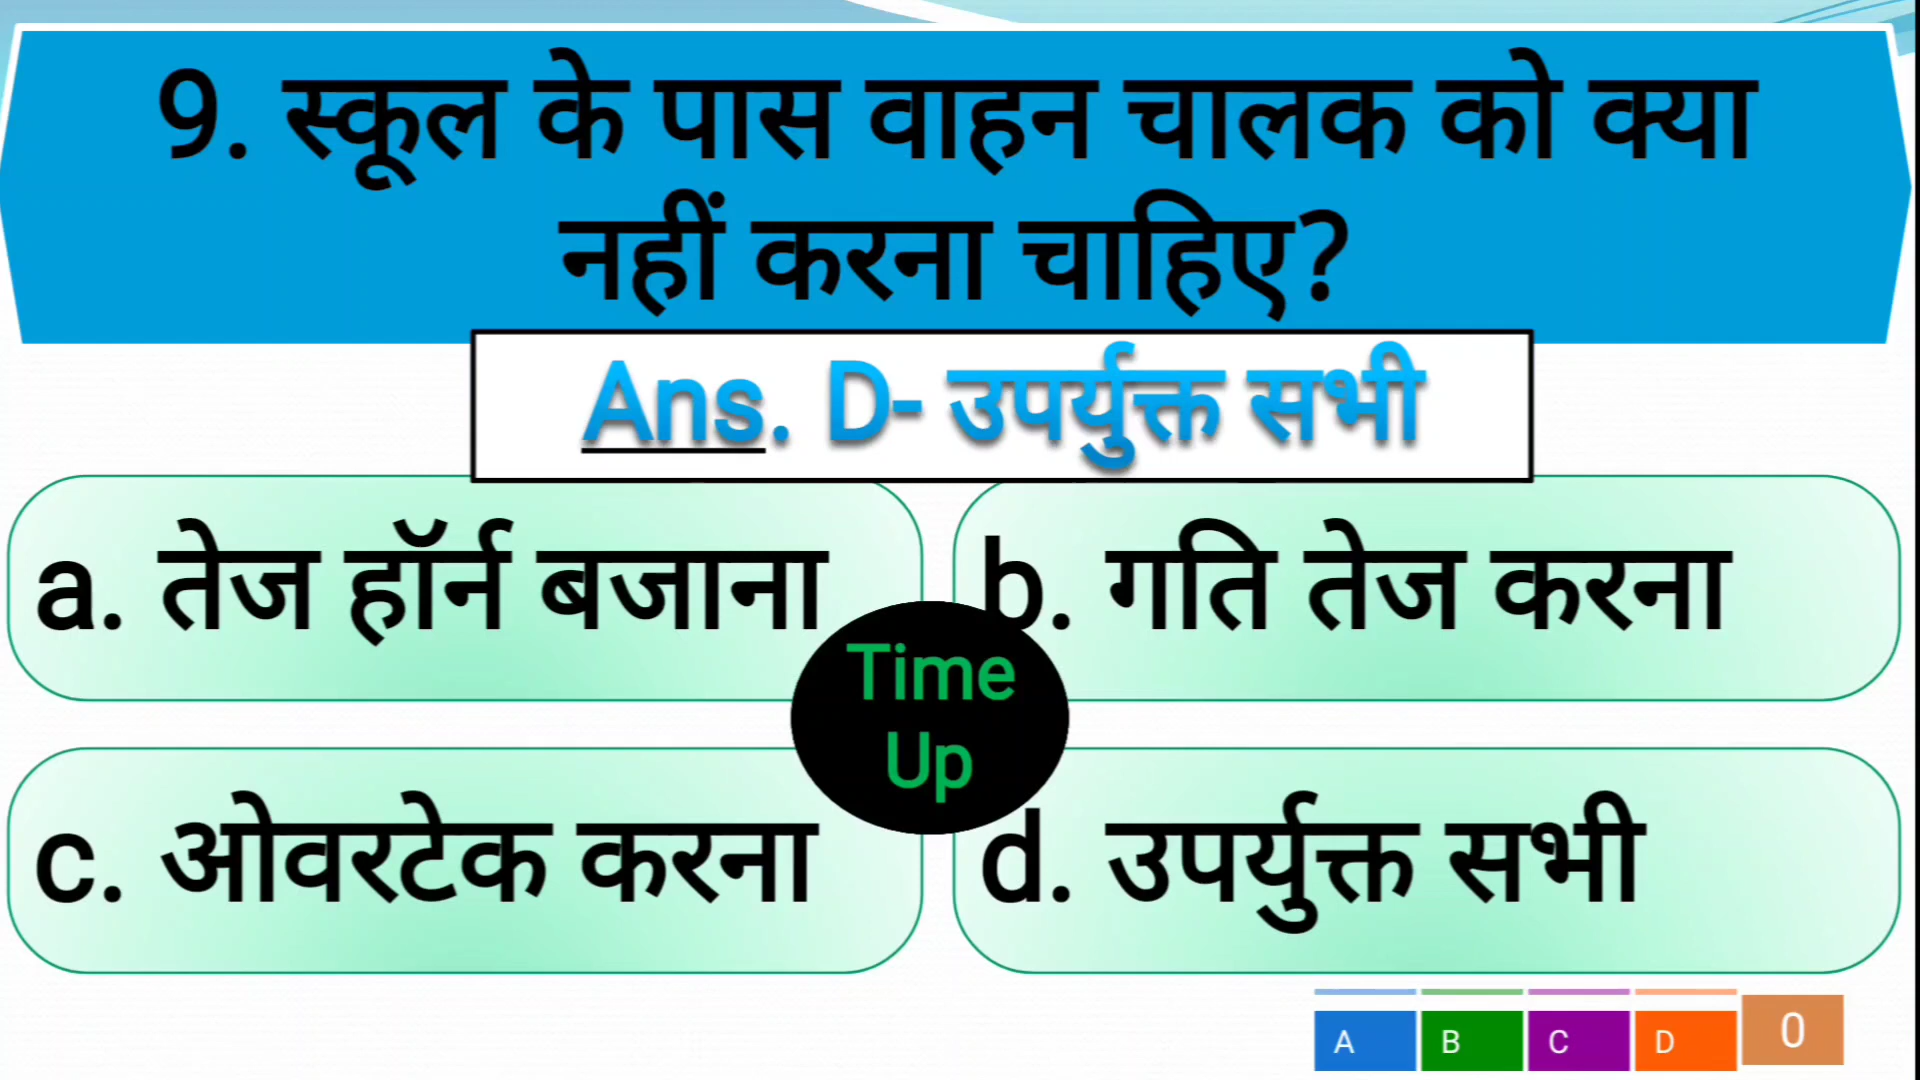 9. स्कूल के पास वाहन चालक को क्या
नहीं करना चाहिए?
Ans. D- उपर्युक्त सभी
a. तेज हॉर्न बजाना
b. गति तेज करना
Time
Up
c. ओवरटेक करना
d. उपर्युक्त सभी
A B C D 0